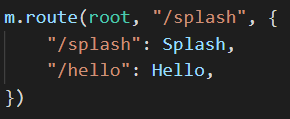 m.route(root, "/splash", {
    "/splash": Splash,
    "/hello": Hello,
})